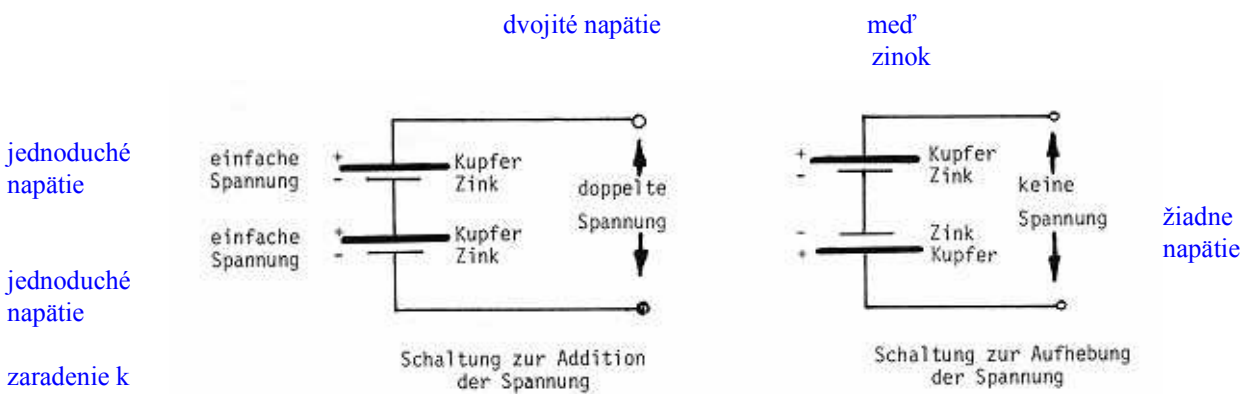 dvojité napätie
meď
zinok
jednoduché
napätie
einfache
Spannung
+
-
Kupfer
Zink
doppelte
Spannung
einfache
Spannung
+
-
Kupfer
Zink
jednoduché
napätie
Schaltung zur Addition
der Spannung
zaradenie k
+
-
Kupfer
Zink
keine
Spannung
-
+
Zink
Kupfer
žiadne
napätie
Schaltung zur Aufhebung
der Spannung